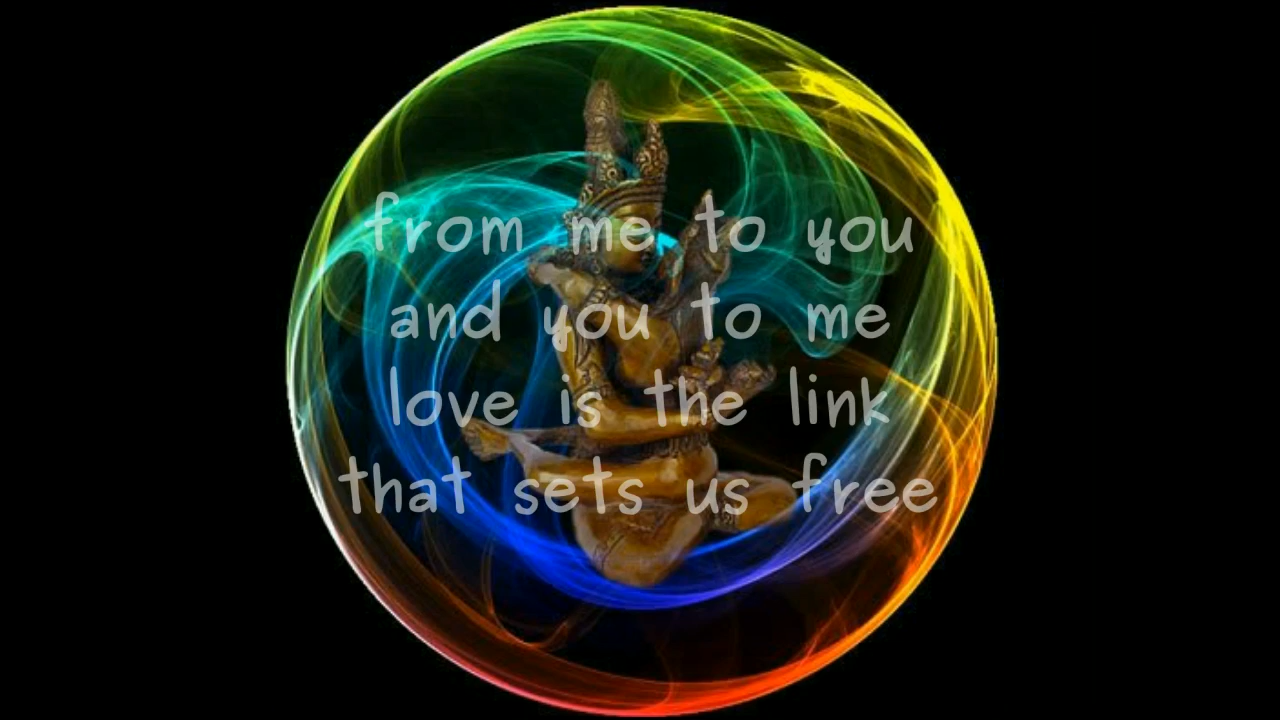 from me to you
and you to me
love is the link
that sets us free